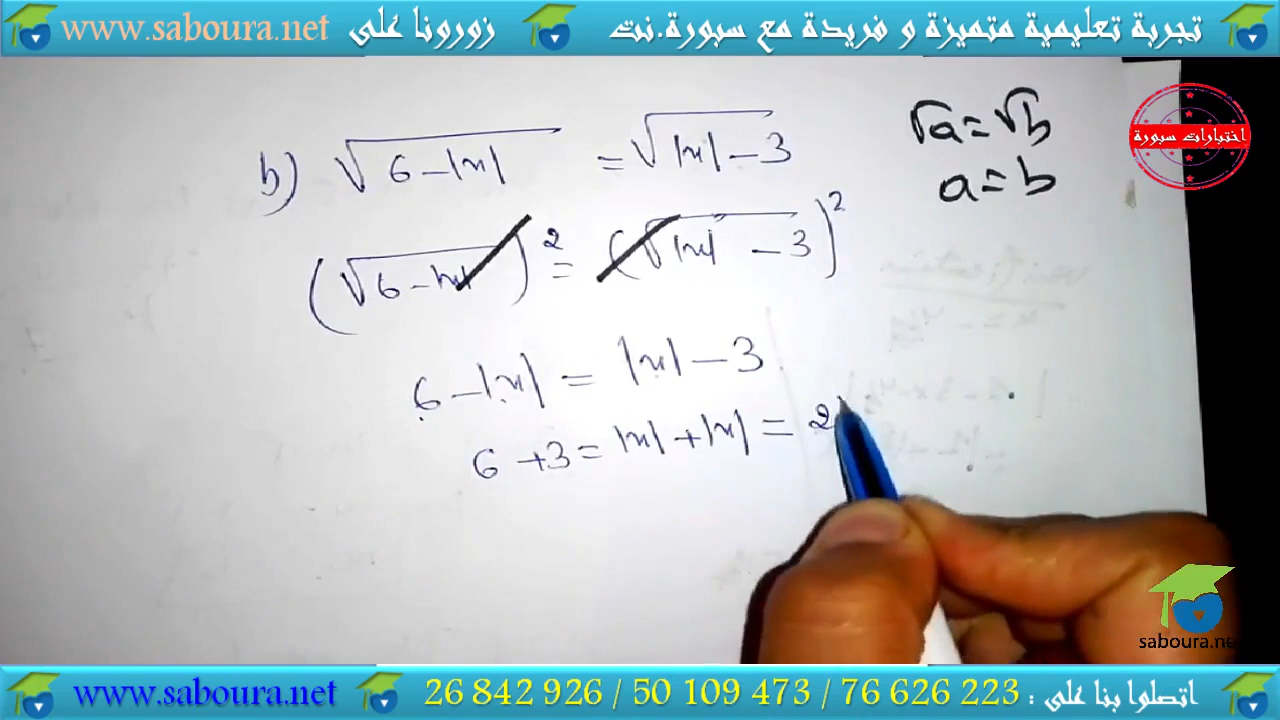 تجربة تعليمية متميزة و فريدة مع سبورة.نت زورونا على www.saboura.net
b) √(6-|x|) = √(|x|-3)
√a = √b
a = b
اختبارات سبورة
(√(6-|x|))² = (√(|x|-3))²
6-|x| = |x|-3
6+3 = |x|+|x| = 2
saboura.ne
اتصلوا بنا على : 26 842 926 / 50 109 473 / 76 626 223 www.saboura.net